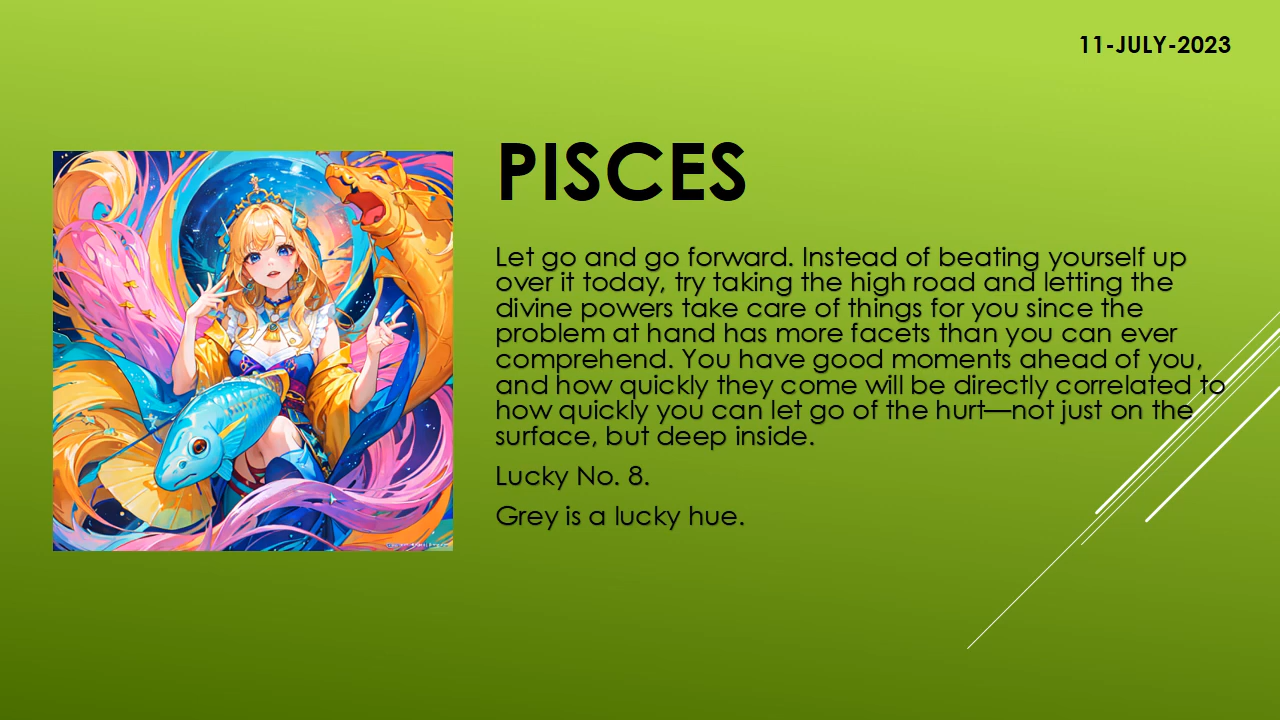 11-JULY-2023
PISCES
Let go and go forward. Instead of beating yourself up
over it today, try taking the high road and letting the
divine powers take care of things for you since the
problem at hand has more facets than you can ever
comprehend. You have good moments ahead of you,
and how quickly they come will be directly correlated to
how quickly you can let go of the hurt—not just on the
surface, but deep inside.
Lucky No. 8.
Grey is a lucky hue.